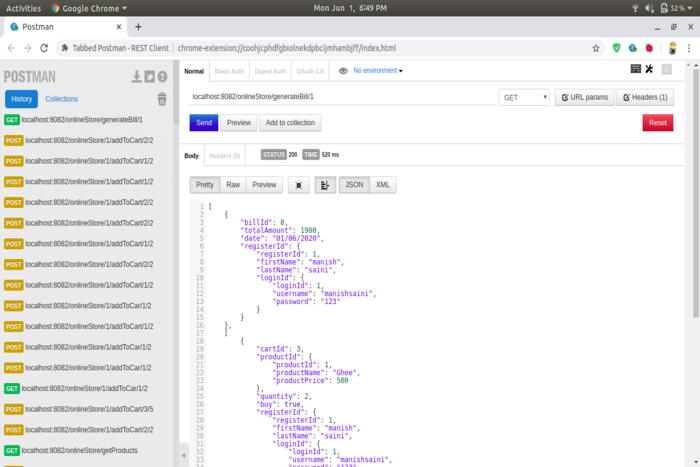 Activities
Google Chrome
Mon Jun 1, 6:49 PM
52 %
Postman
Tabbed Postman - REST Client
chrome-extension://coohjcphdfgbiolnekdpbcijmhambjff/index.html
POSTMAN
History
Collections
GET localhost:8082/onlineStore/generateBill/1
POST localhost:8082/onlineStore/1/addToCart/2/2
POST localhost:8082/onlineStore/1/addToCart/1/2
POST localhost:8082/onlineStore/1/addToCart/1/2
POST localhost:8082/onlineStore/1/addToCart/2/2
POST localhost:8082/onlineStore/1/addToCart/2/2
POST localhost:8082/onlineStore/1/addToCart/1/2
POST localhost:8082/onlineStore/1/addToCart/2/2
POST localhost:8082/onlineStore/1/addToCart/1/2
POST localhost:8082/onlineStore/1/addToCar/1/2
POST localhost:8082/onlineStore/1/addToCart/1/2
POST localhost:8082/onlineStore/1/addToCar/1/2
POST localhost:8082/onlineStore/1/addToCar/1/2
GET localhost:8082/onlineStore/1/addToCar/1/2
POST localhost:8082/onlineStore/1/addToCart/3/5
POST localhost:8082/onlineStore/1/addToCart/2/2
GET localhost:8082/onlineStore/getProducts
Normal
Basic Auth
Digest Auth
OAuth 1.0
No environment
0
localhost:8082/onlineStore/generateBill/1
GET
URL params
Headers (1)
Send
Preview
Add to collection
Reset
Body
Headers (5)
STATUS 200
TIME 520 ms
Pretty
Raw
Preview
JSON
XML
1 [
2 {
3 "billId": 8,
4 "totalAmount": 1900,
5 "date": "01/06/2020",
6 "registerId": {
7 "registerId": 1,
8 "firstName": "manish",
9 "lastName": "saini",
10 "loginId": {
11 "loginId": 1,
12 "username": "manishsaini",
13 "password": "123"
14 }
15 }
16 },
17 [
18 {
19 "cartId": 3,
20 "productId": {
21 "productId": 1,
22 "productName": "Ghee",
23 "productPrice": 500
24 },
25 "quantity": 2,
26 "buy": true,
27 "registerId": {
28 "registerId": 1,
29 "firstName": "manish",
30 "lastName": "saini",
31 "loginId": {
32 "loginId": 1,
33 "username": "manishsaini",
34 "password": "123"